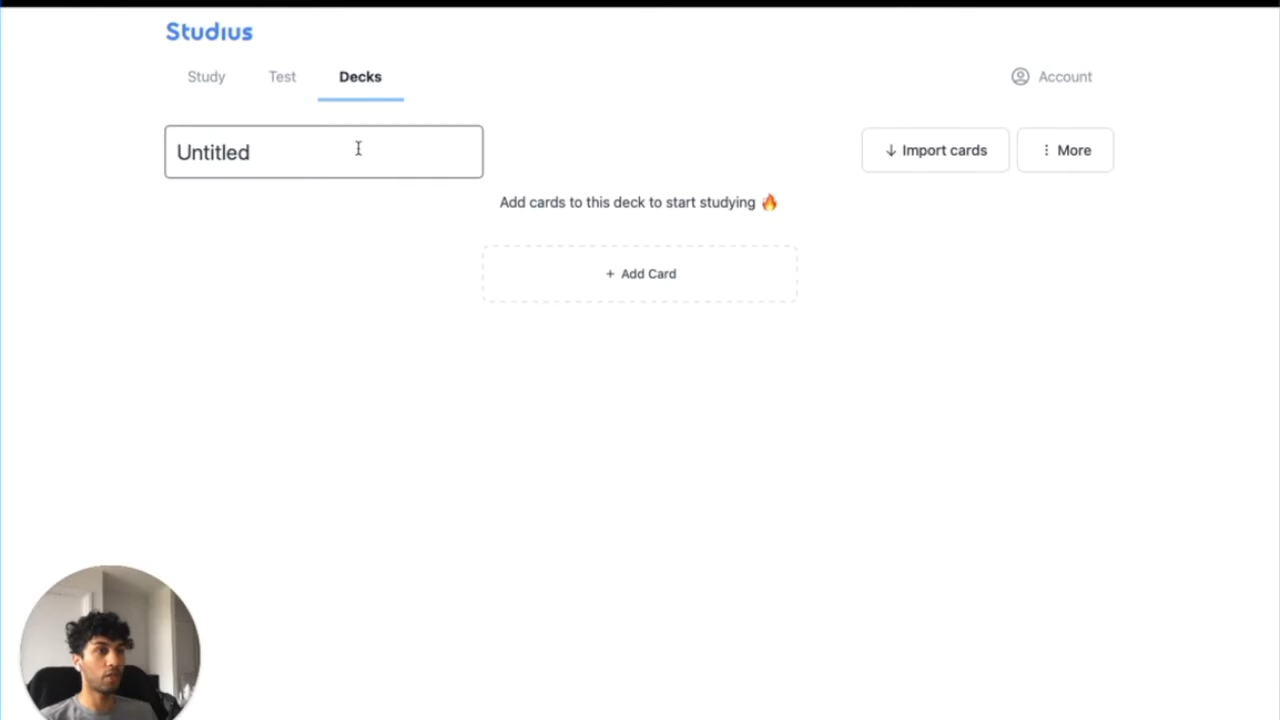 Studius
Study Test Decks Account
Untitled Import cards More
Add cards to this deck to start studying 🔥
+ Add Card